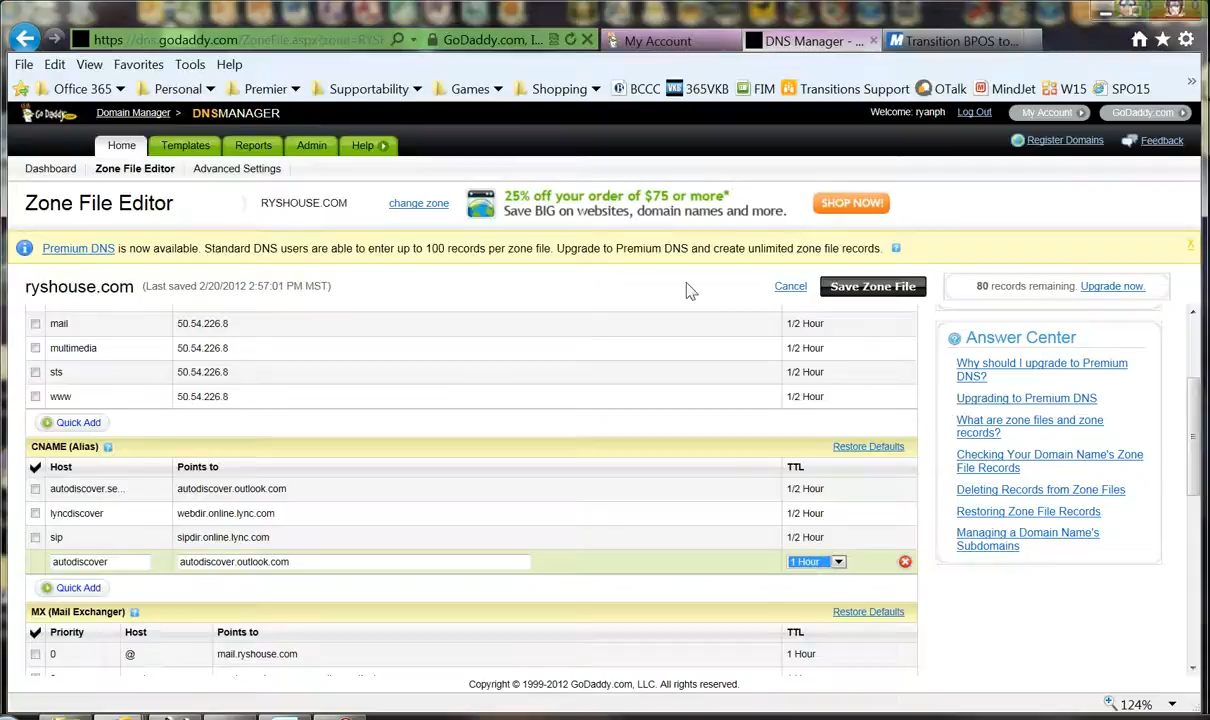 https://dns.godaddy.com/ZoneFile.aspx?zone=RYS
GoDaddy.com, I...
My Account
DNS Manager - ...
Transition BPOS to...
File Edit View Favorites Tools Help
Office 365 Personal Premier Supportability Games Shopping BCCC 365VKB FIM Transitions Support OTalk MindJet W15 SPO15
Go Daddy
Domain Manager > DNSMANAGER
Welcome: ryanph Log Out My Account GoDaddy.com
Home Templates Reports Admin Help
Register Domains Feedback
Dashboard Zone File Editor Advanced Settings
Zone File Editor RYSHOUSE.COM change zone
25% off your order of $75 or more*
Save BIG on websites, domain names and more.
SHOP NOW!
Premium DNS is now available. Standard DNS users are able to enter up to 100 records per zone file. Upgrade to Premium DNS and create unlimited zone file records. ?
X
ryshouse.com (Last saved 2/20/2012 2:57:01 PM MST) Cancel Save Zone File
80 records remaining. Upgrade now.
mail 50.54.226.8 1/2 Hour
multimedia 50.54.226.8 1/2 Hour
sts 50.54.226.8 1/2 Hour
www 50.54.226.8 1/2 Hour
Quick Add
CNAME (Alias) ? Restore Defaults
Host Points to TTL
autodiscover.se... autodiscover.outlook.com 1/2 Hour
lyncdiscover webdir.online.lync.com 1/2 Hour
sip sipdir.online.lync.com 1/2 Hour
autodiscover autodiscover.outlook.com 1 Hour
Quick Add
MX (Mail Exchanger) ? Restore Defaults
Priority Host Points to TTL
0 @ mail.ryshouse.com 1 Hour
Answer Center
Why should I upgrade to Premium
DNS?
Upgrading to Premium DNS
What are zone files and zone
records?
Checking Your Domain Name's Zone
File Records
Deleting Records from Zone Files
Restoring Zone File Records
Managing a Domain Name's
Subdomains
Copyright © 1999-2012 GoDaddy.com, LLC. All rights reserved.
124%